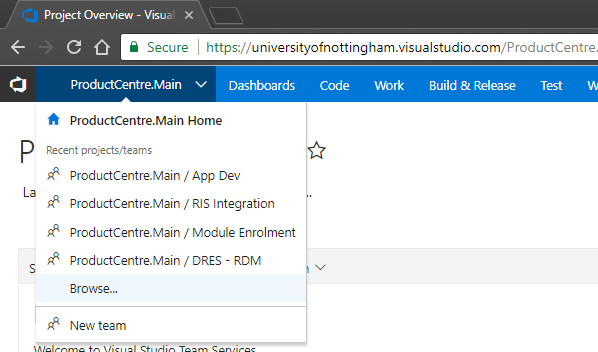 Project Overview - Visual
Secure | https://universityofnottingham.visualstudio.com/ProductCentre.
ProductCentre.Main Dashboards Code Work Build & Release Test W
ProductCentre.Main Home
P
Recent projects/teams
ProductCentre.Main / App Dev
La ...
ProductCentre.Main / RIS Integration
ProductCentre.Main / Module Enrolment
ProductCentre.Main / DRES - RDM
S
Browse...
New team
Welcome to Visual Studio Team Services